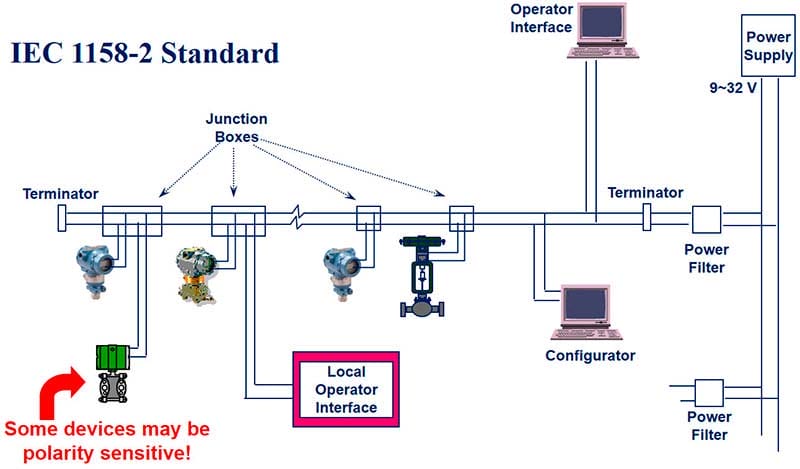 Operator
Interface
Power
Supply
IEC 1158-2 Standard
9~32 V
Junction
Boxes
Terminator
Terminator
Power
Filter
Configurator
Local
Operator
Interface
Power
Filter
Some devices may be
polarity sensitive!